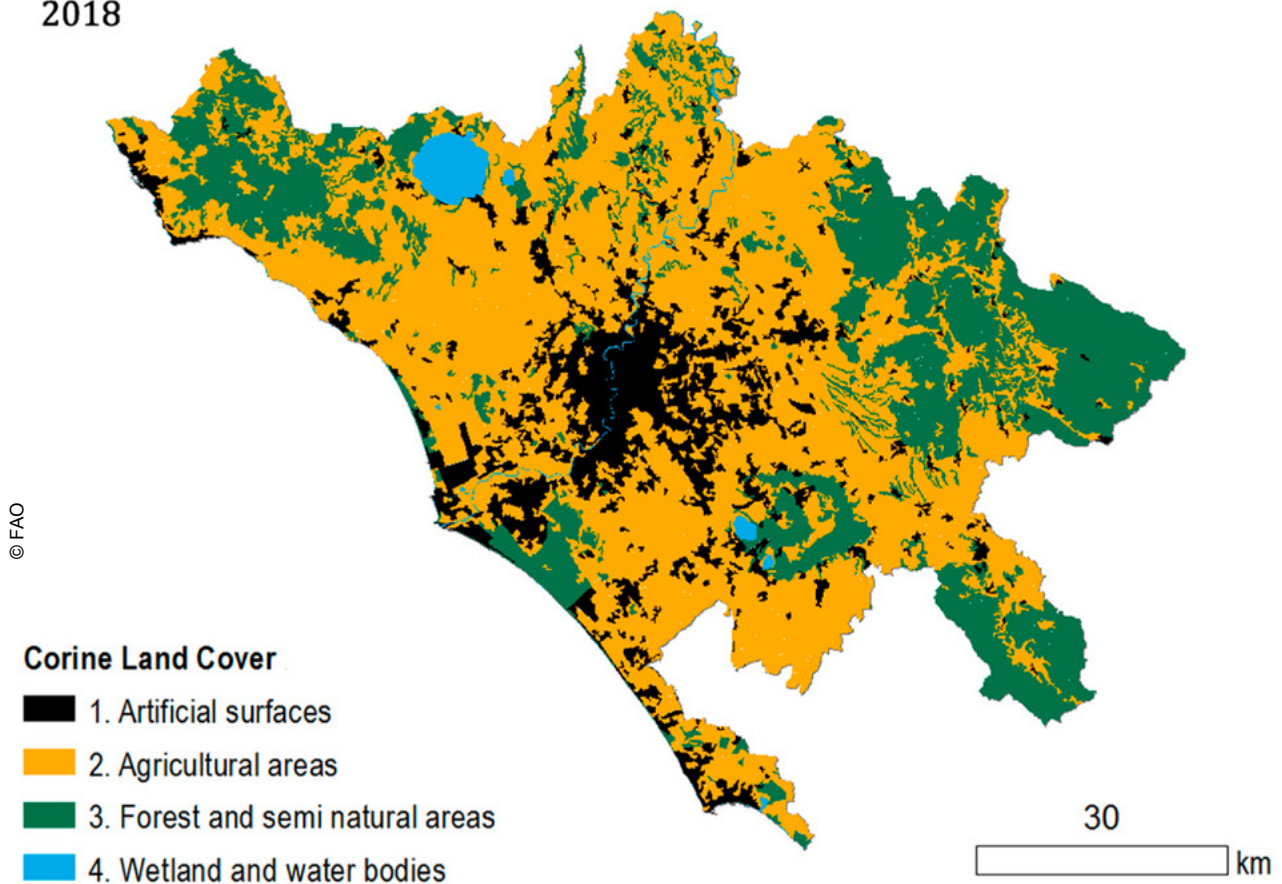 2018
© FAO
Corine Land Cover
1. Artificial surfaces
2. Agricultural areas
3. Forest and semi natural areas
4. Wetland and water bodies
30
km